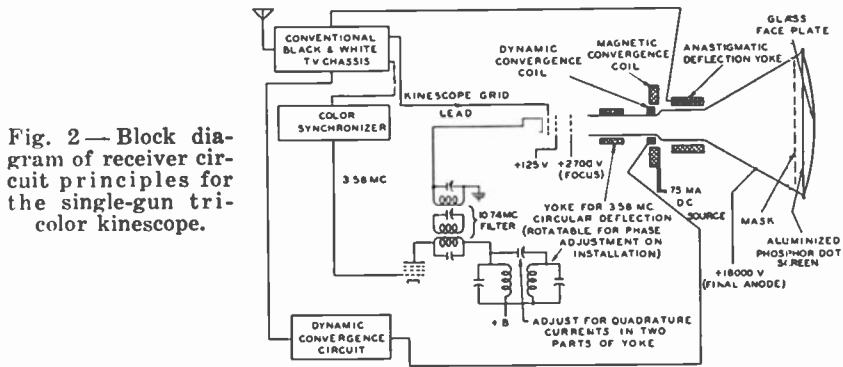 Fig. 2 — Block dia-
gram of receiver cir-
cuit principles for
the single-gun tri-
color kinescope.
CONVENTIONAL
BLACK & WHITE
TV CHASSIS
COLOR
SYNCHRONIZER
3.58 MC
KINESCOPE GRID
LEAD
DYNAMIC
CONVERGENCE
COIL
MAGNETIC
CONVERGENCE
COIL
ANASTIGMATIC
DEFLECTION YOKE
GLASS
FACE PLATE
+125 V
+2700 V
(FOCUS)
10.74MC
FILTER
YOKE FOR 3.58 MC
CIRCULAR DEFLECTION
(ROTATABLE FOR PHASE
ADJUSTMENT ON
INSTALLATION)
75 MA
DC
SOURCE
MASK
ALUMINIZED
PHOSPHOR DOT
SCREEN
+18000 V
(FINAL ANODE)
+ B
ADJUST FOR QUADRATURE
CURRENTS IN TWO
PARTS OF YOKE
DYNAMIC
CONVERGENCE
CIRCUIT